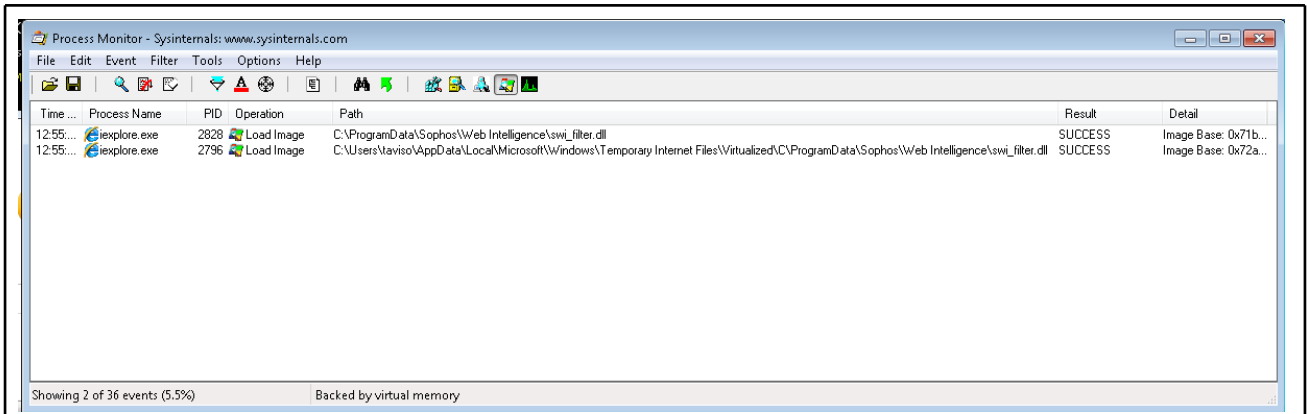 Process Monitor - Sysinternals: www.sysinternals.com
File Edit Event Filter Tools Options Help
Time ... Process Name PID Operation Path Result Detail
12:55:... iexplore.exe 2828 Load Image C:\ProgramData\Sophos\Web Intelligence\swi_filter.dll SUCCESS Image Base: 0x71b...
12:55:... iexplore.exe 2796 Load Image C:\Users\taviso\AppData\Local\Microsoft\Windows\Temporary Internet Files\Virtualized\C\ProgramData\Sophos\Web Intelligence\swi_filter.dll SUCCESS Image Base: 0x72a...
Showing 2 of 36 events (5.5%) Backed by virtual memory